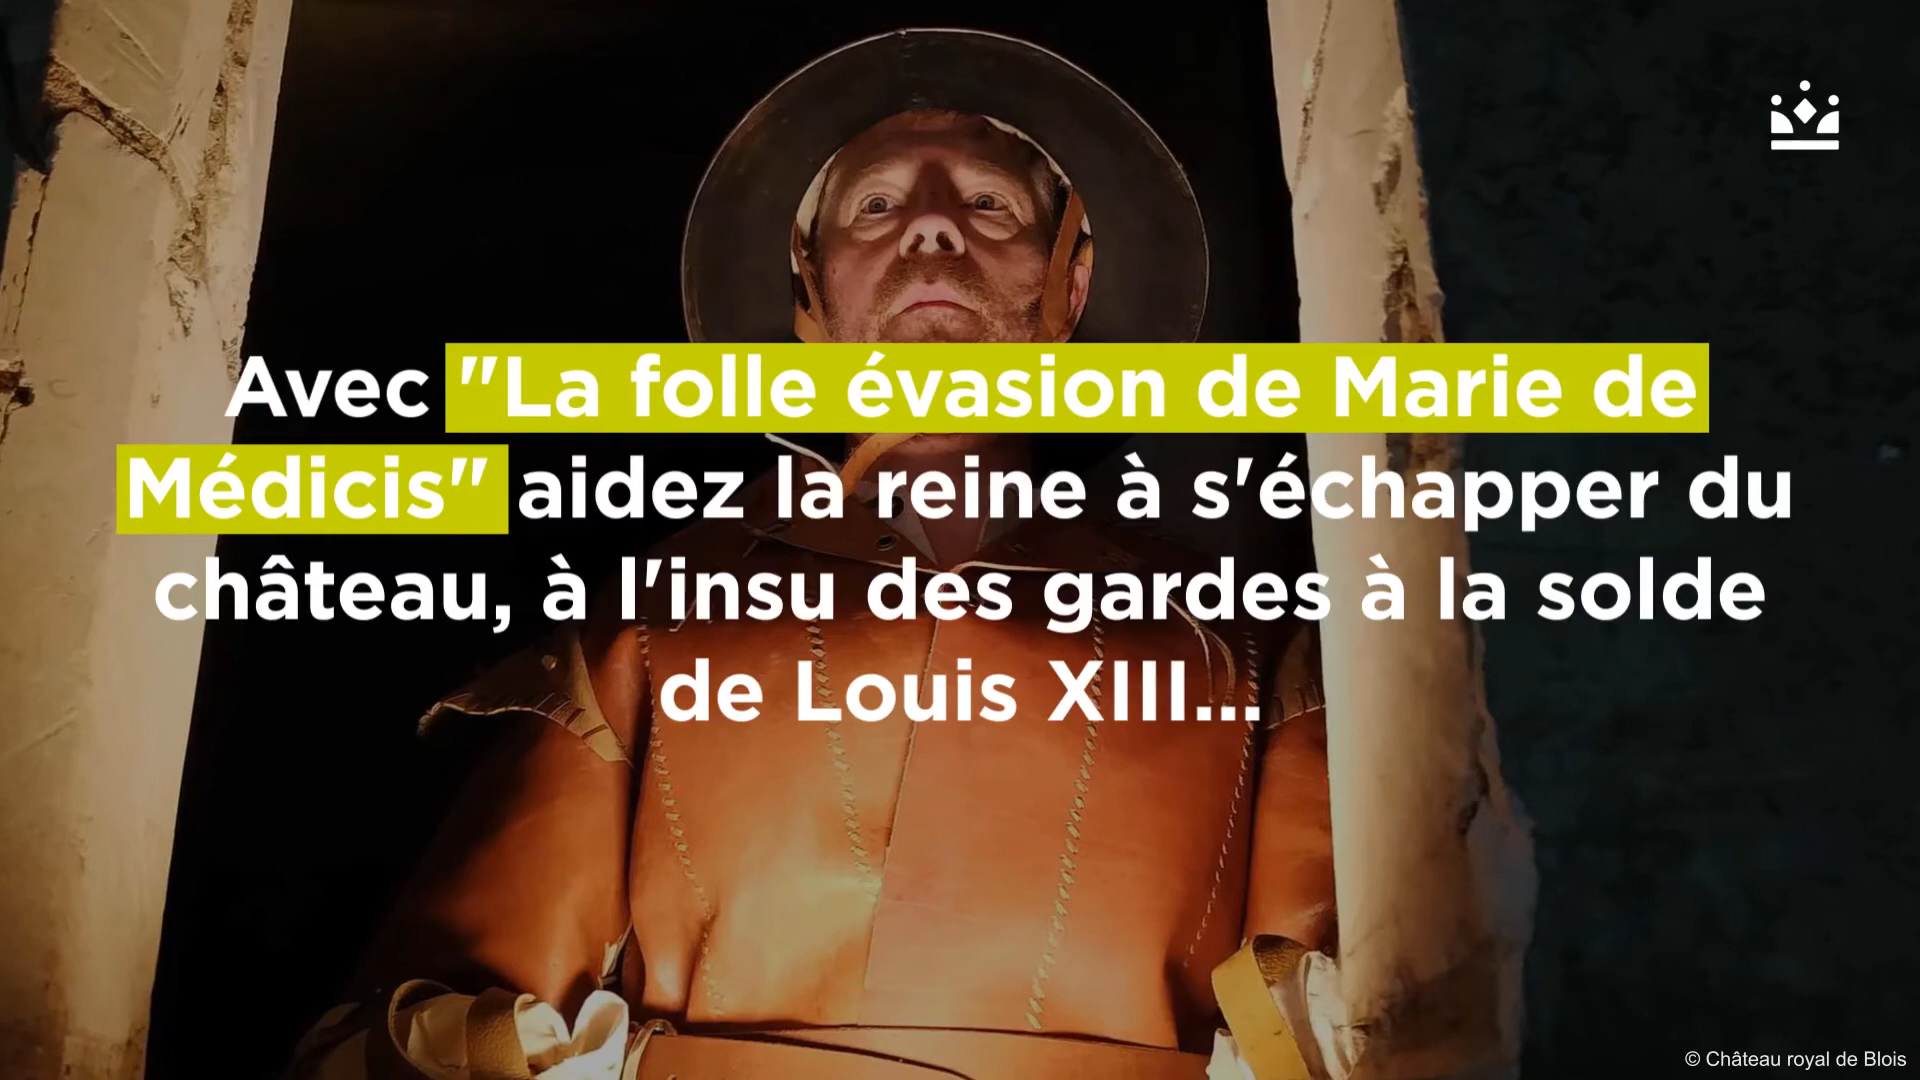 Avec "La folle évasion de Marie de
Médicis" aidez la reine à s'échapper du
château, à l'insu des gardes à la solde
de Louis XIII...
© Château royal de Blois